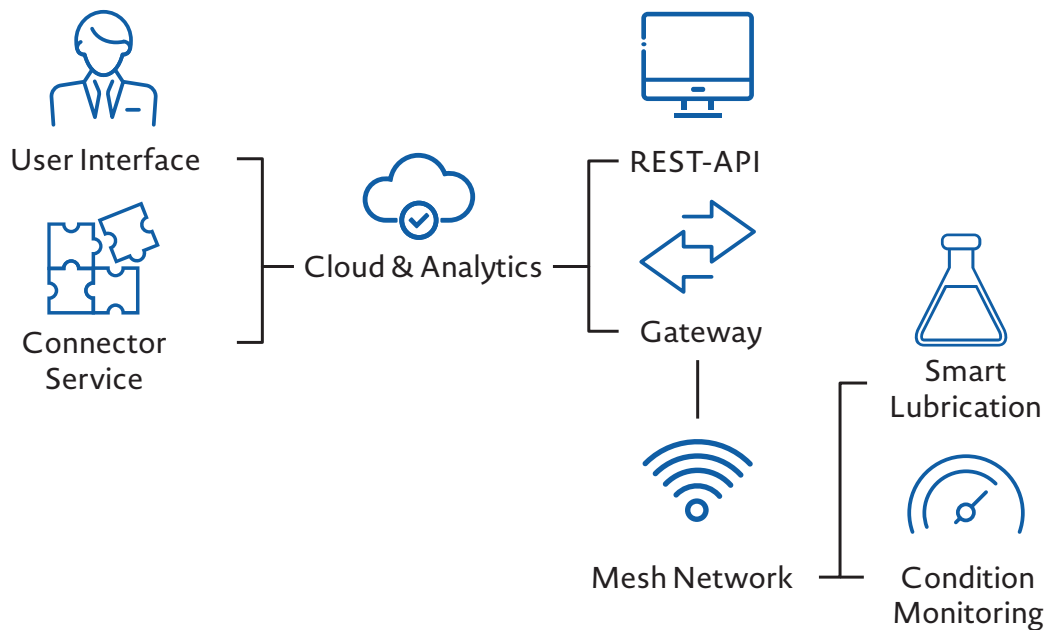 User Interface
REST-API
Cloud & Analytics
Connector
Service
Gateway
Smart
Lubrication
Mesh Network
Condition
Monitoring